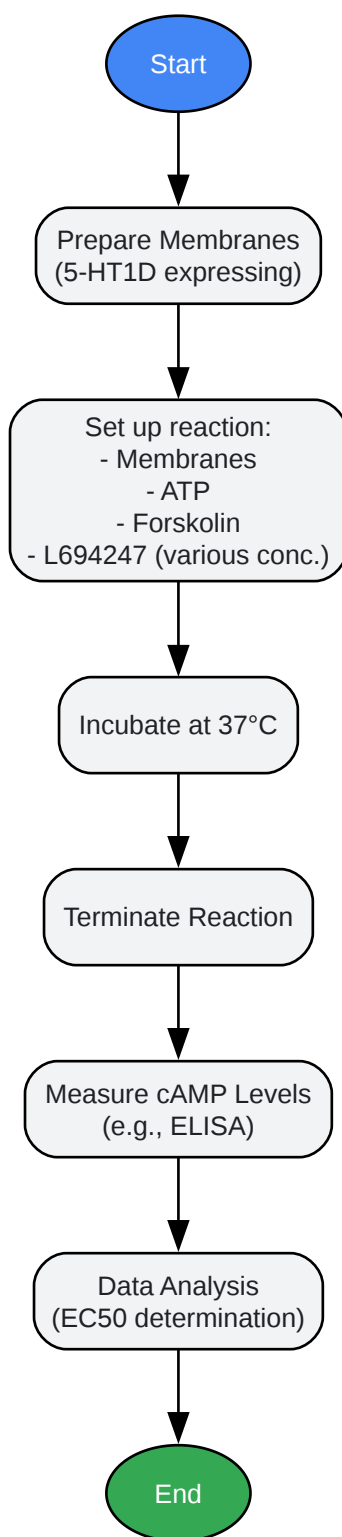 Start
Prepare Membranes
(5-HT1D expressing)
Set up reaction:
- Membranes
- ATP
- Forskolin
- L694247 (various conc.)
Incubate at 37°C
Terminate Reaction
Measure cAMP Levels
(e.g., ELISA)
Data Analysis
(EC50 determination)
End